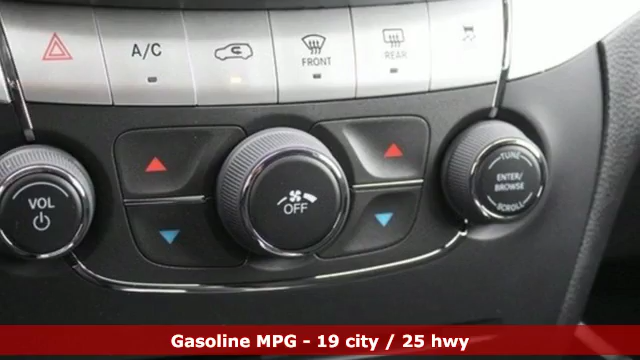 A/C
FRONT
REAR
VOL
OFF
TUNE
ENTER/
BROWSE
SCROLL
Gasoline MPG - 19 city / 25 hwy